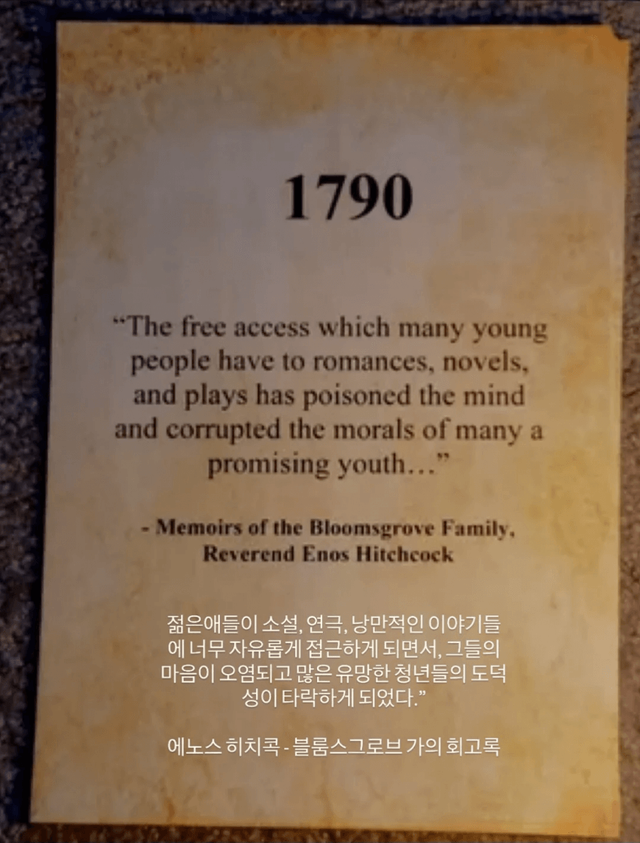 1790
“The free access which many young
people have to romances, novels,
and plays has poisoned the mind
and corrupted the morals of many a
promising youth…”
- Memoirs of the Bloomsgrove Family,
Reverend Enos Hitchcock
젊은애들이 소설, 연극, 낭만적인 이야기들
에 너무 자유롭게 접근하게 되면서, 그들의
마음이 오염되고 많은 유망한 청년들의 도덕
성이 타락하게 되었다.”
에노스 히치콕 - 블룸스그로브 가의 회고록